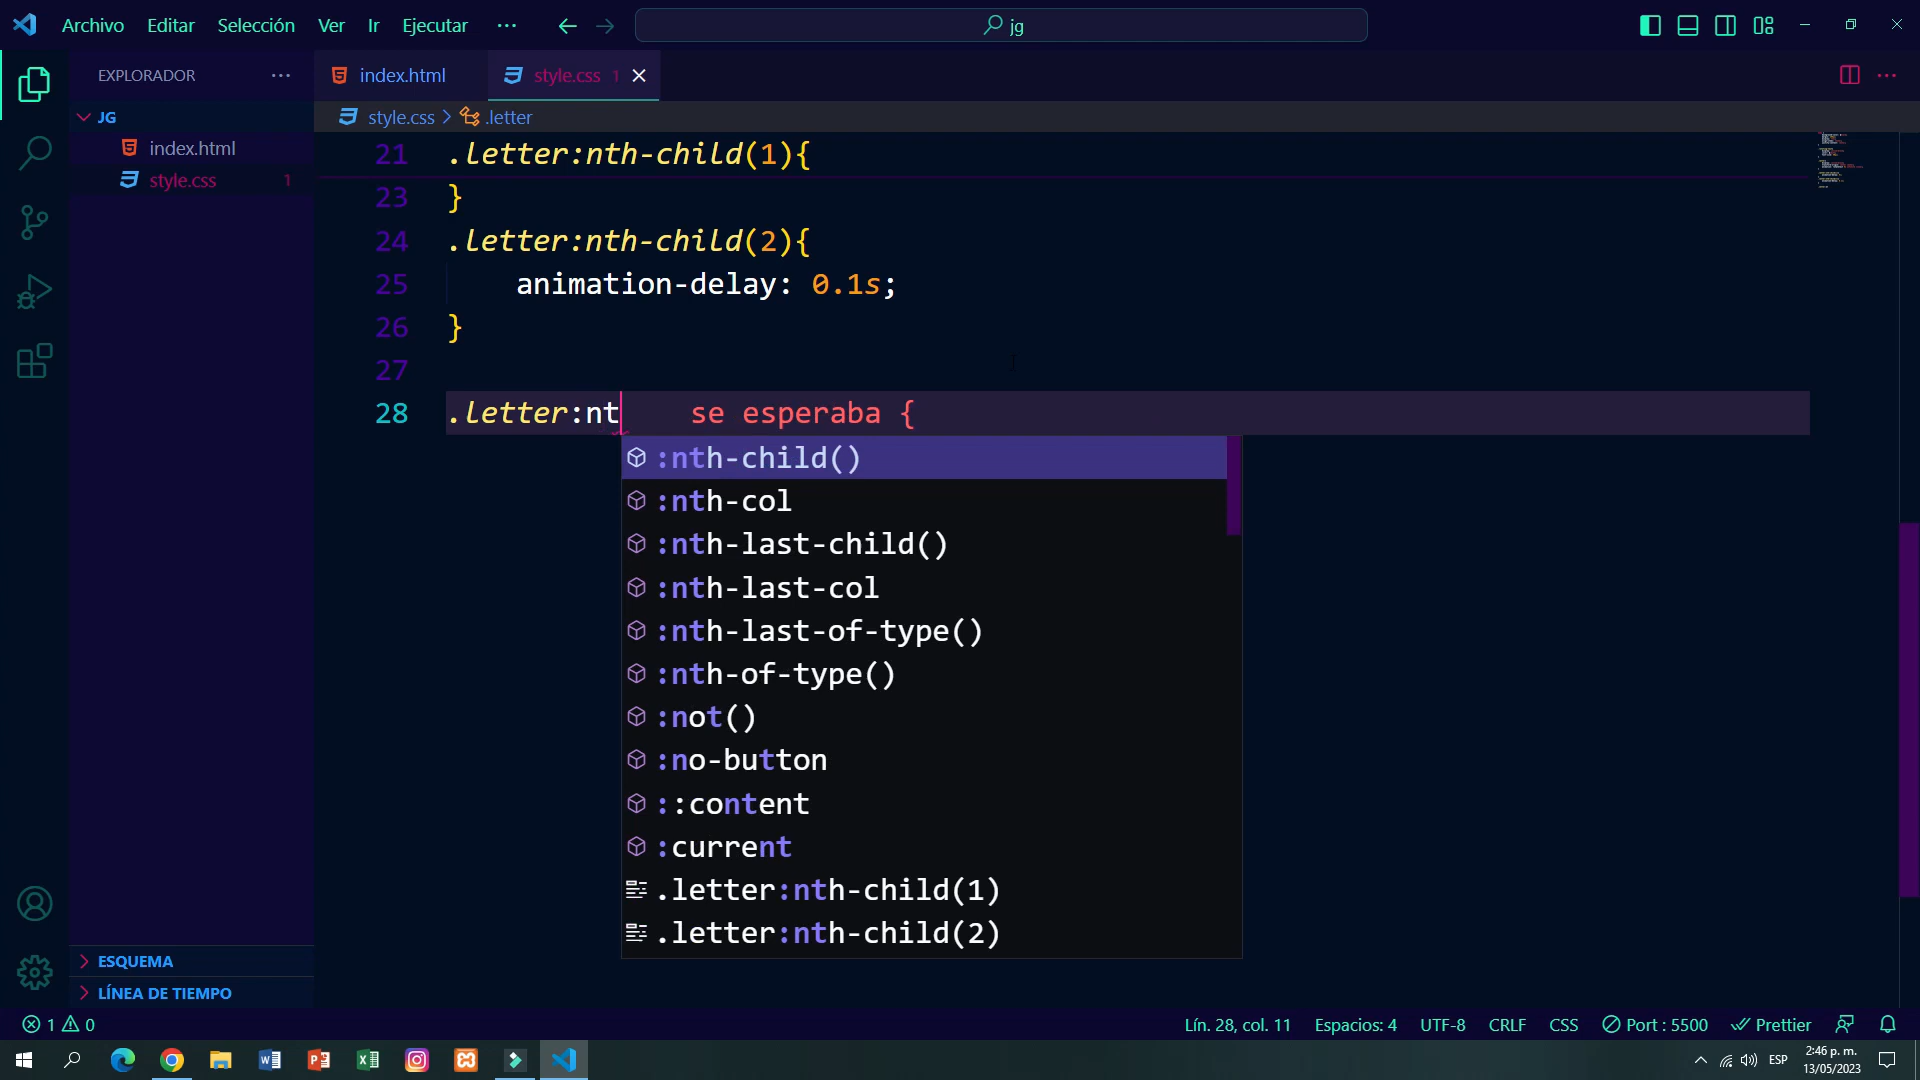 Archivo Editar Selección Ver Ir Ejecutar ··· jg
EXPLORADOR ···
index.html
style.css 1
JG
style.css > .letter
index.html
style.css 1
21 .letter:nth-child(1){
23 }
24 .letter:nth-child(2){
25 animation-delay: 0.1s;
26 }
27
28 .letter:nt se esperaba {
:nth-child()
:nth-col
:nth-last-child()
:nth-last-col
:nth-last-of-type()
:nth-of-type()
:not()
:no-button
::content
:current
.letter:nth-child(1)
.letter:nth-child(2)
ESQUEMA
LÍNEA DE TIEMPO
1 0 Lín. 28, col. 11 Espacios: 4 UTF-8 CRLF CSS Port : 5500 Prettier
ESP 2:46 p. m.
13/05/2023